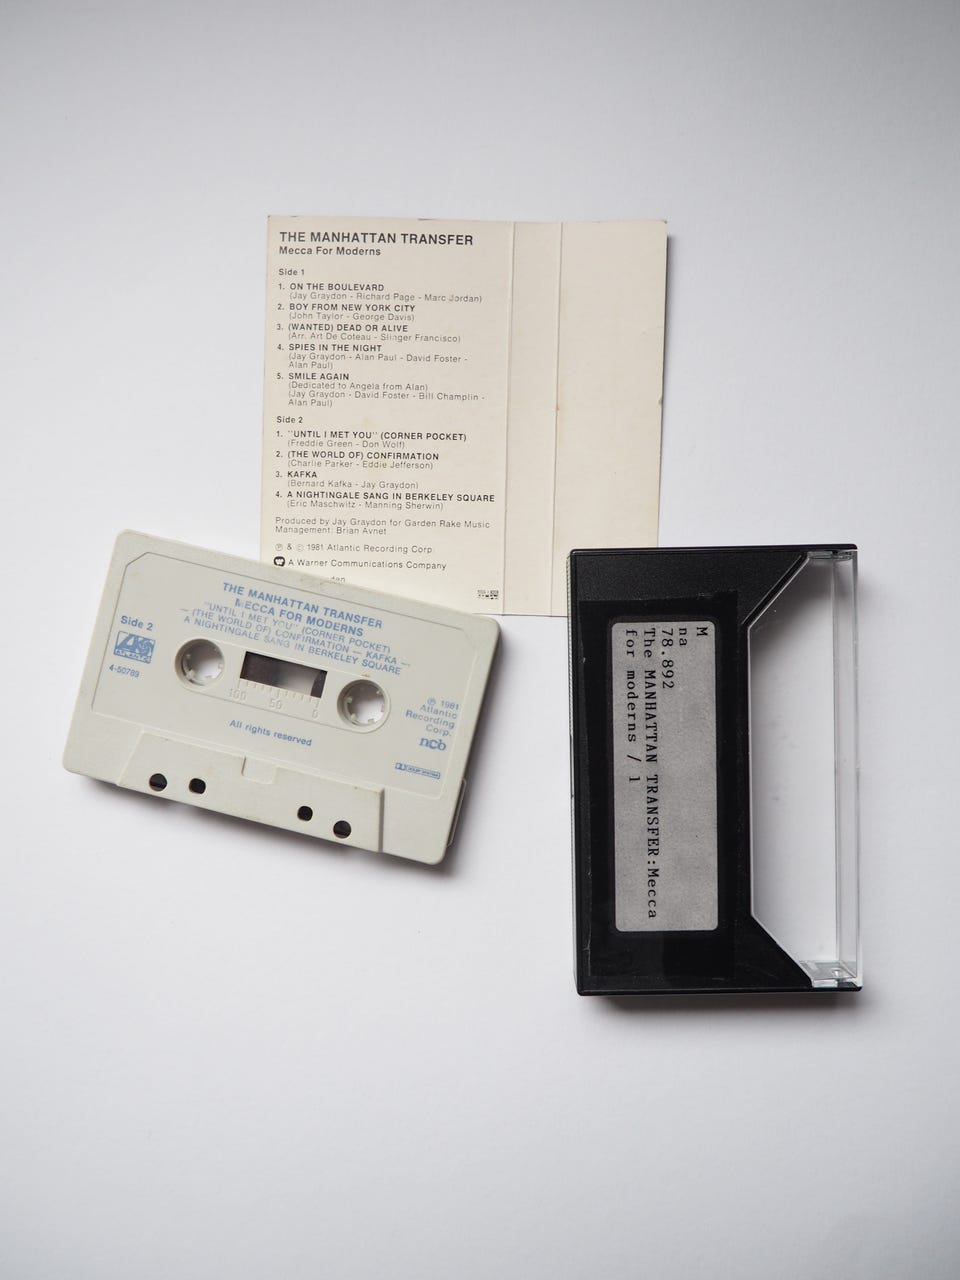 THE MANHATTAN TRANSFER
Mecca For Moderns
Side 1
1. ON THE BOULEVARD
(Jay Graydon - Richard Page - Marc Jordan)
2. BOY FROM NEW YORK CITY
(John Taylor - George Davis)
3. (WANTED) DEAD OR ALIVE
(Arr. Art De Coteau - Slinger Francisco)
4. SPIES IN THE NIGHT
(Jay Graydon - Alan Paul - David Foster -
Alan Paul)
5. SMILE AGAIN
(Dedicated to Angela from Alan)
(Jay Graydon - David Foster - Bill Champlin -
Alan Paul)
Side 2
1. "UNTIL I MET YOU" (CORNER POCKET)
(Freddie Green - Don Wolf)
2. (THE WORLD OF) CONFIRMATION
(Charlie Parker - Eddie Jefferson)
3. KAFKA
(Bernard Kafka - Jay Graydon)
4. A NIGHTINGALE SANG IN BERKELEY SQUARE
(Eric Maschwitz - Manning Sherwin)
Produced by Jay Graydon for Garden Rake Music
Management: Brian Avnet
℗ & © 1981 Atlantic Recording Corp.
A Warner Communications Company
THE MANHATTAN TRANSFER
MECCA FOR MODERNS
"UNTIL I MET YOU" (CORNER POCKET)
— (THE WORLD OF) CONFIRMATION — KAFKA —
A NIGHTINGALE SANG IN BERKELEY SQUARE
Side 2
ATLANTIC
4-50789
100 50 0
℗ 1981
Atlantic
Recording
Corp.
ncb
All rights reserved
DOLBY SYSTEM
M
na
78.892
The MANHATTAN TRANSFER:Mecca
for moderns / 1